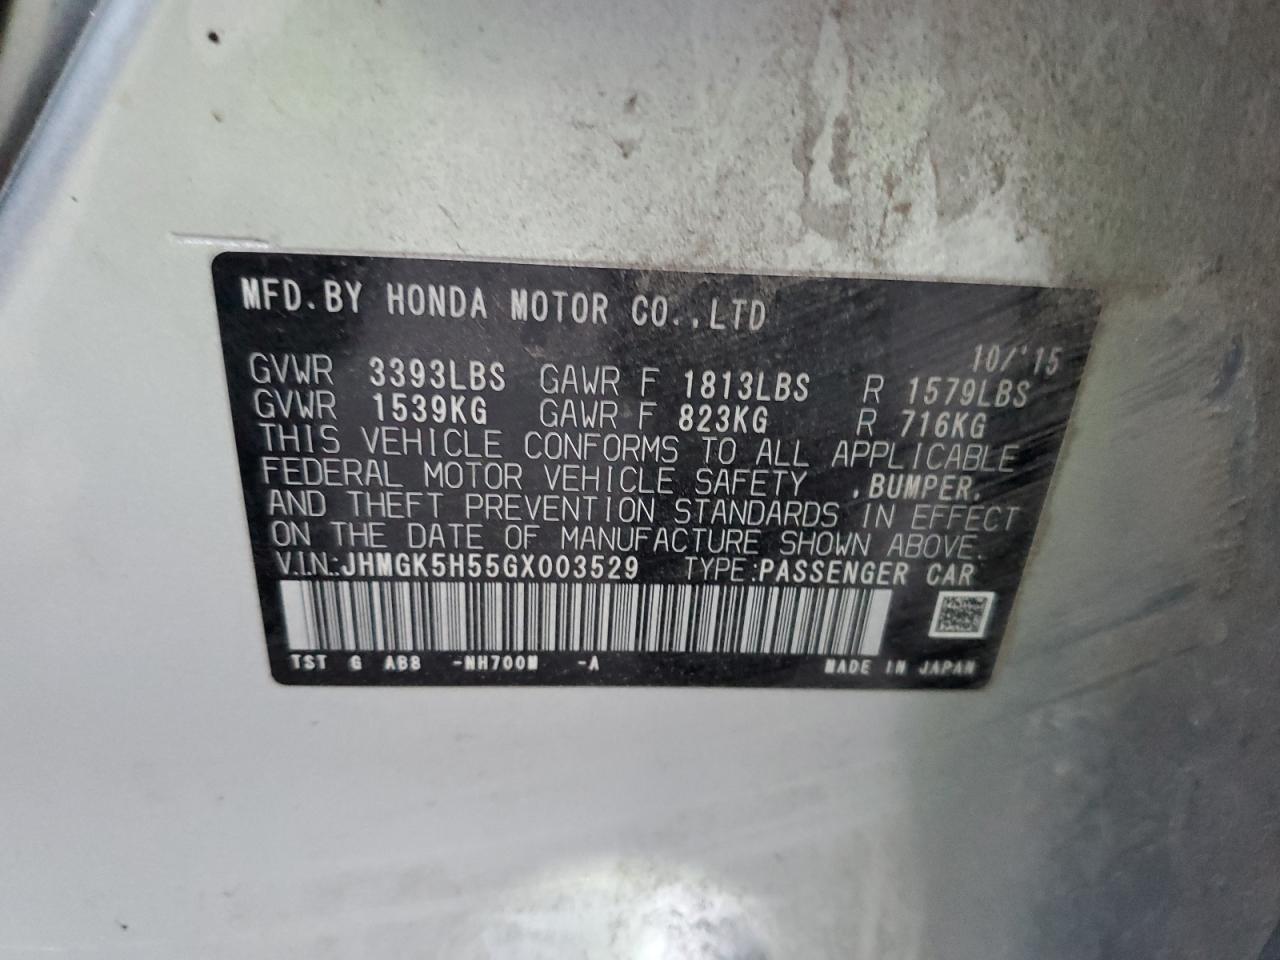 MFD. BY HONDA MOTOR CO.,LTD
10/'15
GVWR 3393LBS GAWR F 1813LBS R 1579LBS
GVWR 1539KG GAWR F 823KG R 716KG
THIS VEHICLE CONFORMS TO ALL APPLICABLE
FEDERAL MOTOR VEHICLE SAFETY ,BUMPER,
AND THEFT PREVENTION STANDARDS IN EFFECT
ON THE DATE OF MANUFACTURE SHOWN ABOVE.
V.I.N.:JHMGK5H55GX003529 TYPE:PASSENGER CAR
TST G AB8 -NH700M -A MADE IN JAPAN